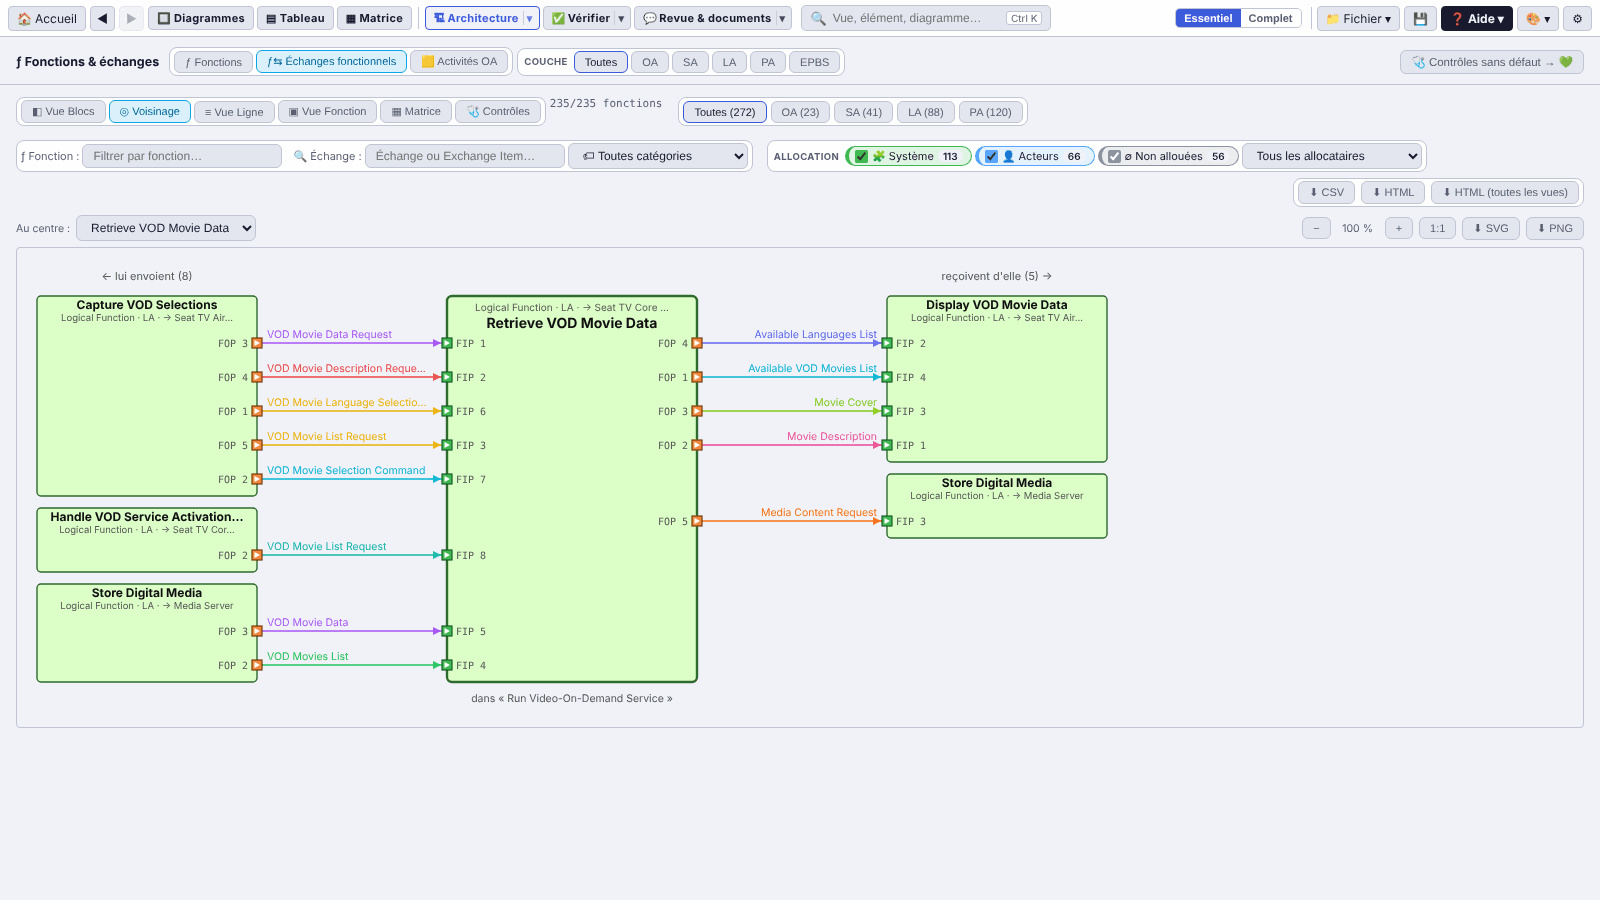 🏠 Accueil ◀ ▶ 🔲 Diagrammes ▤ Tableau ▦ Matrice 🏗 Architecture ▾ ✅ Vérifier ▾ 💬 Revue & documents ▾ 🔍 Vue, élément, diagramme… Ctrl K Essentiel Complet 📁 Fichier ▾ 💾 ❓ Aide ▾ 🎨 ▾ ⚙
ƒ Fonctions & échanges ƒ Fonctions ƒ⇆ Échanges fonctionnels 🟨 Activités OA COUCHE Toutes OA SA LA PA EPBS 🩺 Contrôles sans défaut → 💚
◧ Vue Blocs ◎ Voisinage ≡ Vue Ligne ▣ Vue Fonction ▦ Matrice 🩺 Contrôles 235/235 fonctions Toutes (272) OA (23) SA (41) LA (88) PA (120)
ƒ Fonction : Filtrer par fonction… 🔍 Échange : Échange ou Exchange Item… 🏷 Toutes catégories ALLOCATION 🧩 Système 113 👤 Acteurs 66 ⌀ Non allouées 56 Tous les allocataires
⬇ CSV ⬇ HTML ⬇ HTML (toutes les vues)
Au centre : Retrieve VOD Movie Data − 100 % + 1:1 ⬇ SVG ⬇ PNG
← lui envoient (8) reçoivent d'elle (5) →
Capture VOD Selections
Logical Function · LA · → Seat TV Air…
FOP 3
FOP 4
FOP 1
FOP 5
FOP 2
VOD Movie Data Request
VOD Movie Description Reque…
VOD Movie Language Selectio…
VOD Movie List Request
VOD Movie Selection Command
Handle VOD Service Activation…
Logical Function · LA · → Seat TV Cor…
FOP 2
VOD Movie List Request
Store Digital Media
Logical Function · LA · → Media Server
FOP 3
FOP 2
VOD Movie Data
VOD Movies List
Logical Function · LA · → Seat TV Core …
Retrieve VOD Movie Data
FIP 1
FIP 2
FIP 6
FIP 3
FIP 7
FIP 8
FIP 5
FIP 4
FOP 4
FOP 1
FOP 3
FOP 2
FOP 5
dans « Run Video-On-Demand Service »
Available Languages List
Available VOD Movies List
Movie Cover
Movie Description
Media Content Request
Display VOD Movie Data
Logical Function · LA · → Seat TV Air…
FIP 2
FIP 4
FIP 3
FIP 1
Store Digital Media
Logical Function · LA · → Media Server
FIP 3